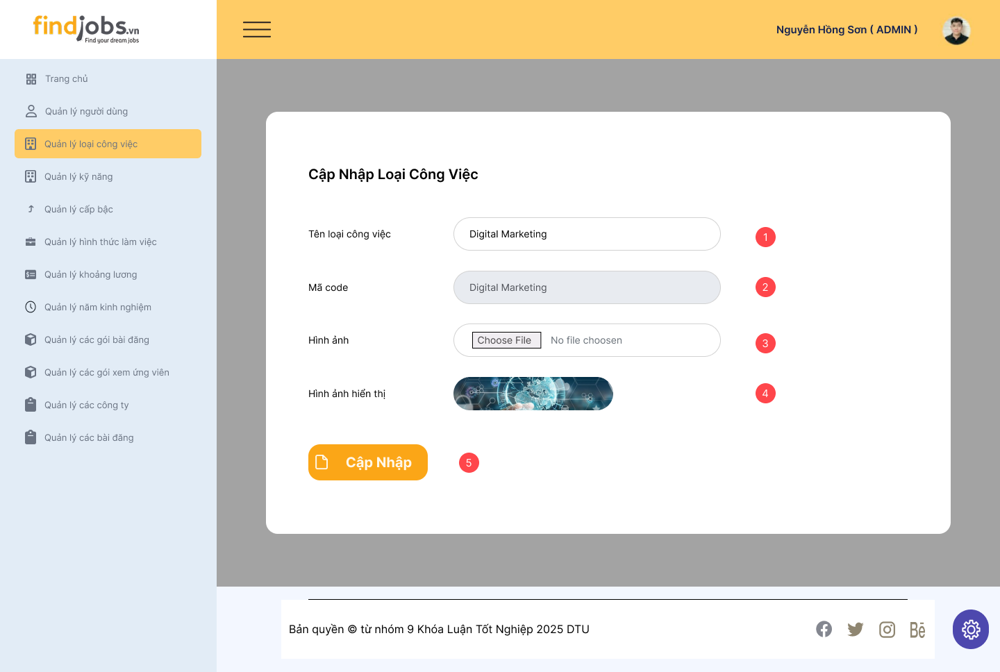 findjobs.vn
Find your dream jobs
Nguyễn Hồng Sơn ( ADMIN )
Trang chủ
Quản lý người dùng
Quản lý loại công việc
Quản lý kỹ năng
Quản lý cấp bậc
Quản lý hình thức làm việc
Quản lý khoảng lương
Quản lý năm kinh nghiệm
Quản lý các gói bài đăng
Quản lý các gói xem ứng viên
Quản lý các công ty
Quản lý các bài đăng
Cập Nhập Loại Công Việc
Tên loại công việc
Digital Marketing
1
Mã code
Digital Marketing
2
Hình ảnh
Choose File
No file choosen
3
Hình ảnh hiển thị
4
Cập Nhập
5
Bản quyền © từ nhóm 9 Khóa Luận Tốt Nghiệp 2025 DTU